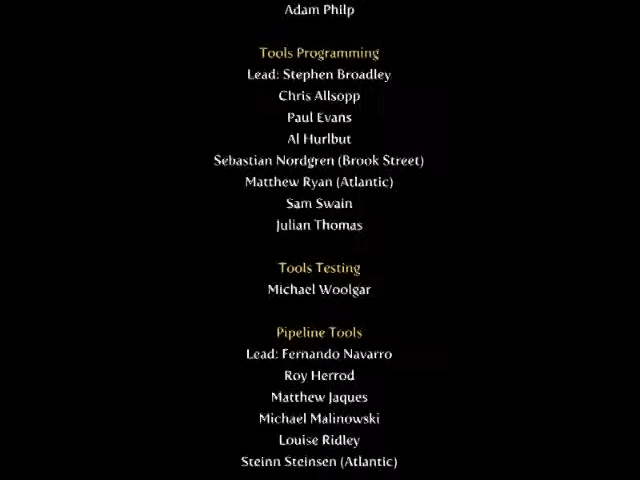 Adam Philp
Tools Programming
Lead: Stephen Broadley
Chris Allsopp
Paul Evans
Al Hurlbut
Sebastian Nordgren (Brook Street)
Matthew Ryan (Atlantic)
Sam Swain
Julian Thomas
Tools Testing
Michael Woolgar
Pipeline Tools
Lead: Fernando Navarro
Roy Herrod
Matthew Jaques
Michael Malinowski
Louise Ridley
Steinn Steinsen (Atlantic)